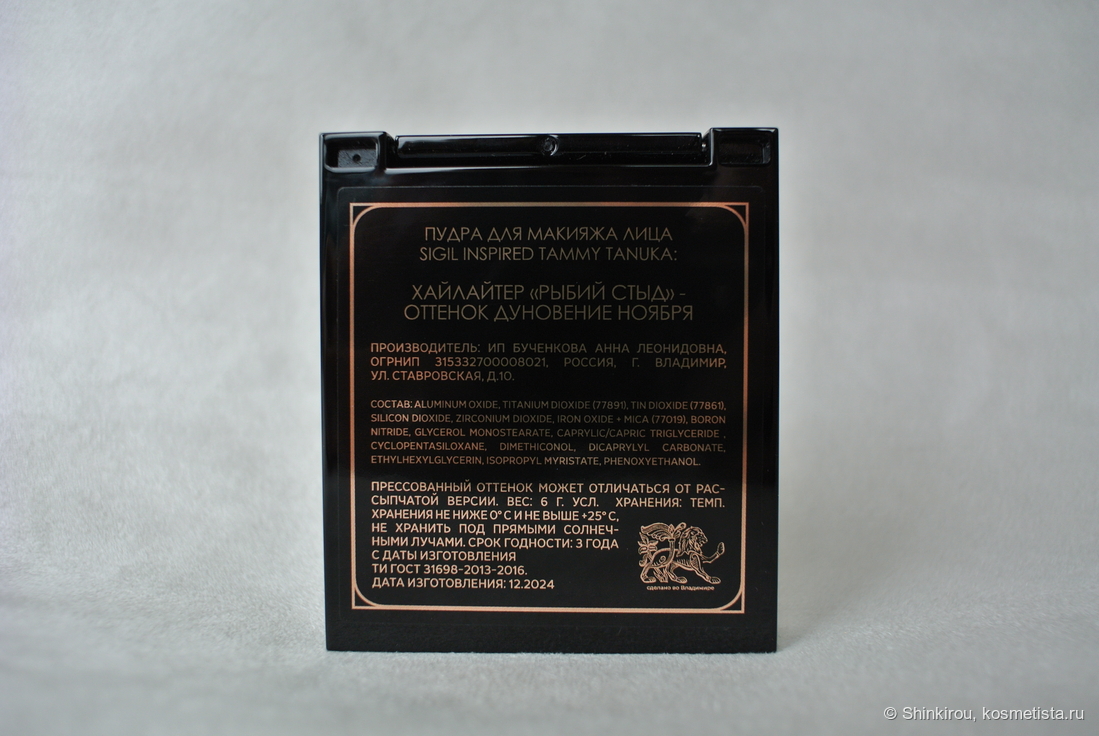 ПУДРА ДЛЯ МАКИЯЖА ЛИЦА
SIGIL INSPIRED TAMMY TANUKA:
ХАЙЛАЙТЕР «РЫБИЙ СТЫД» -
ОТТЕНОК ДУНОВЕНИЕ НОЯБРЯ
ПРОИЗВОДИТЕЛЬ: ИП БУЧЕНКОВА АННА ЛЕОНИДОВНА,
ОГРНИП 315332700008021, РОССИЯ, Г. ВЛАДИМИР,
УЛ. СТАВРОВСКАЯ, Д.10.
СОСТАВ: ALUMINUM OXIDE, TITANIUM DIOXIDE (77891), TIN DIOXIDE (77861),
SILICON DIOXIDE, ZIRCONIUM DIOXIDE, IRON OXIDE + MICA (77019), BORON
NITRIDE, GLYCEROL MONOSTEARATE, CAPRYLIC/CAPRIC TRIGLYCERIDE ,
CYCLOPENTASILOXANE, DIMETHICONOL, DICAPRYLYL CARBONATE,
ETHYLHEXYLGLYCERIN, ISOPROPYL MYRISTATE, PHENOXYETHANOL.
ПРЕССОВАННЫЙ ОТТЕНОК МОЖЕТ ОТЛИЧАТЬСЯ ОТ РАС-
СЫПЧАТОЙ ВЕРСИИ. ВЕС: 6 Г. УСЛ. ХРАНЕНИЯ: ТЕМП.
ХРАНЕНИЯ НЕ НИЖЕ 0° С И НЕ ВЫШЕ +25° С,
НЕ ХРАНИТЬ ПОД ПРЯМЫМИ СОЛНЕЧ-
НЫМИ ЛУЧАМИ. СРОК ГОДНОСТИ: 3 ГОДА
С ДАТЫ ИЗГОТОВЛЕНИЯ
ТИ ГОСТ 31698-2013-2016.
ДАТА ИЗГОТОВЛЕНИЯ: 12.2024
сделано во Владимире
© Shinkirou, kosmetista.ru